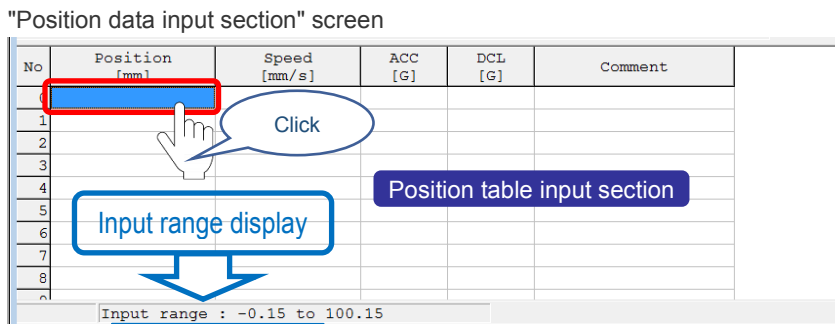 "Position data input section" screen
No Position [mm] Speed [mm/s] ACC [G] DCL [G] Comment
0
1
Click
2
3
4
Position table input section
5
Input range display
6
7
8
9
Input range : -0.15 to 100.15